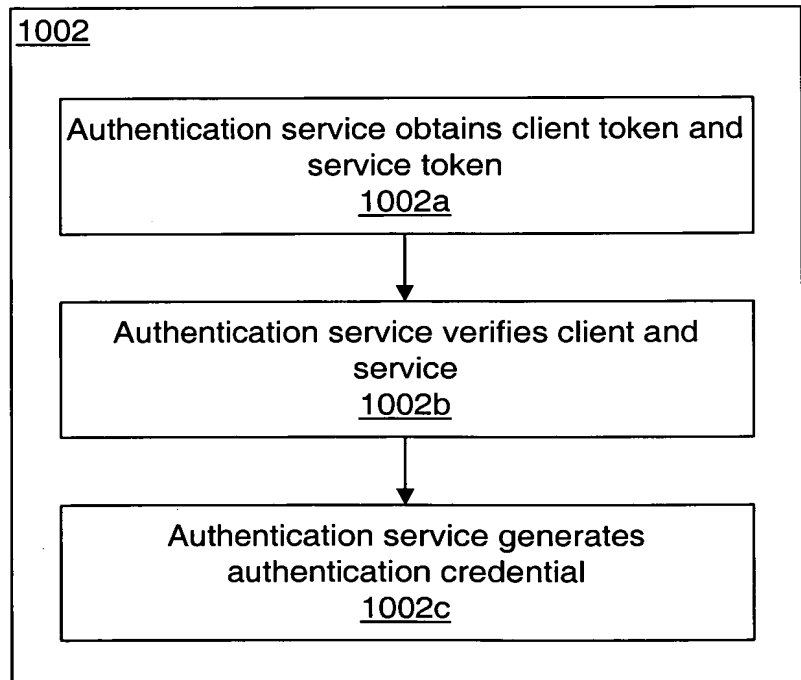 1002
Authentication service obtains client token and
service token
1002a
Authentication service verifies client and
service
1002b
Authentication service generates
authentication credential
1002c